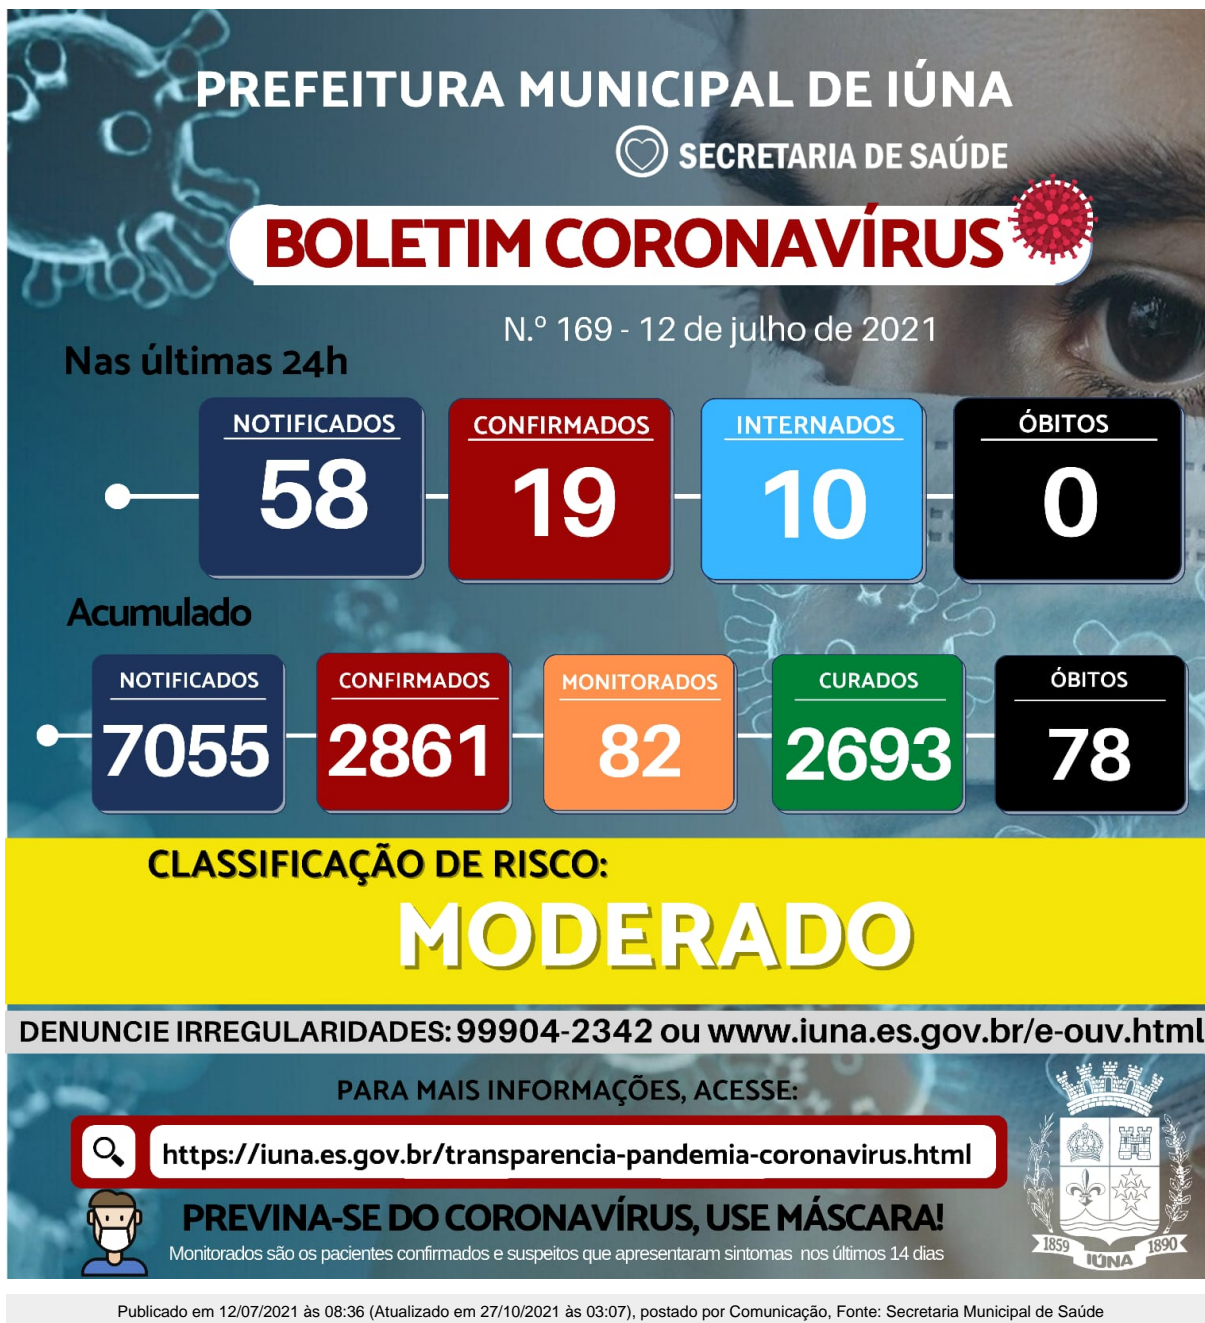 PREFEITURA MUNICIPAL DE IÚNA
SECRETARIA DE SAÚDE
BOLETIM CORONAVÍRUS
N.º 169 - 12 de julho de 2021
Nas últimas 24h
NOTIFICADOS CONFIRMADOS INTERNADOS ÓBITOS
58 19 10 0
Acumulado
NOTIFICADOS CONFIRMADOS MONITORADOS CURADOS ÓBITOS
7055 2861 82 2693 78
CLASSIFICAÇÃO DE RISCO:
MODERADO
DENUNCIE IRREGULARIDADES: 99904-2342 ou www.iuna.es.gov.br/e-ouv.html
PARA MAIS INFORMAÇÕES, ACESSE:
https://iuna.es.gov.br/transparencia-pandemia-coronavirus.html
PREVINA-SE DO CORONAVÍRUS, USE MÁSCARA!
Monitorados são os pacientes confirmados e suspeitos que apresentaram sintomas nos últimos 14 dias
1859 IÚNA 1890
Publicado em 12/07/2021 às 08:36 (Atualizado em 27/10/2021 às 03:07), postado por Comunicação, Fonte: Secretaria Municipal de Saúde